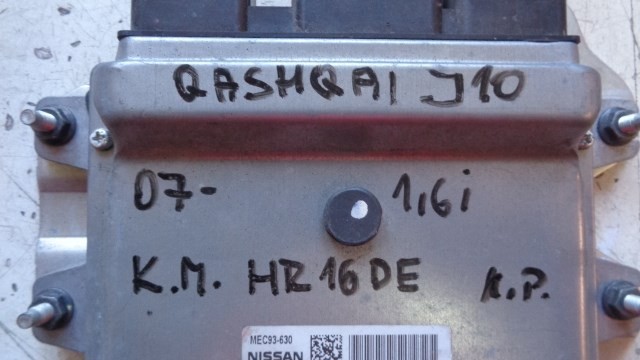 QASHQAI J10
07- 1,6i
K.M. HR16DE K.P.
MEC93-630
NISSAN